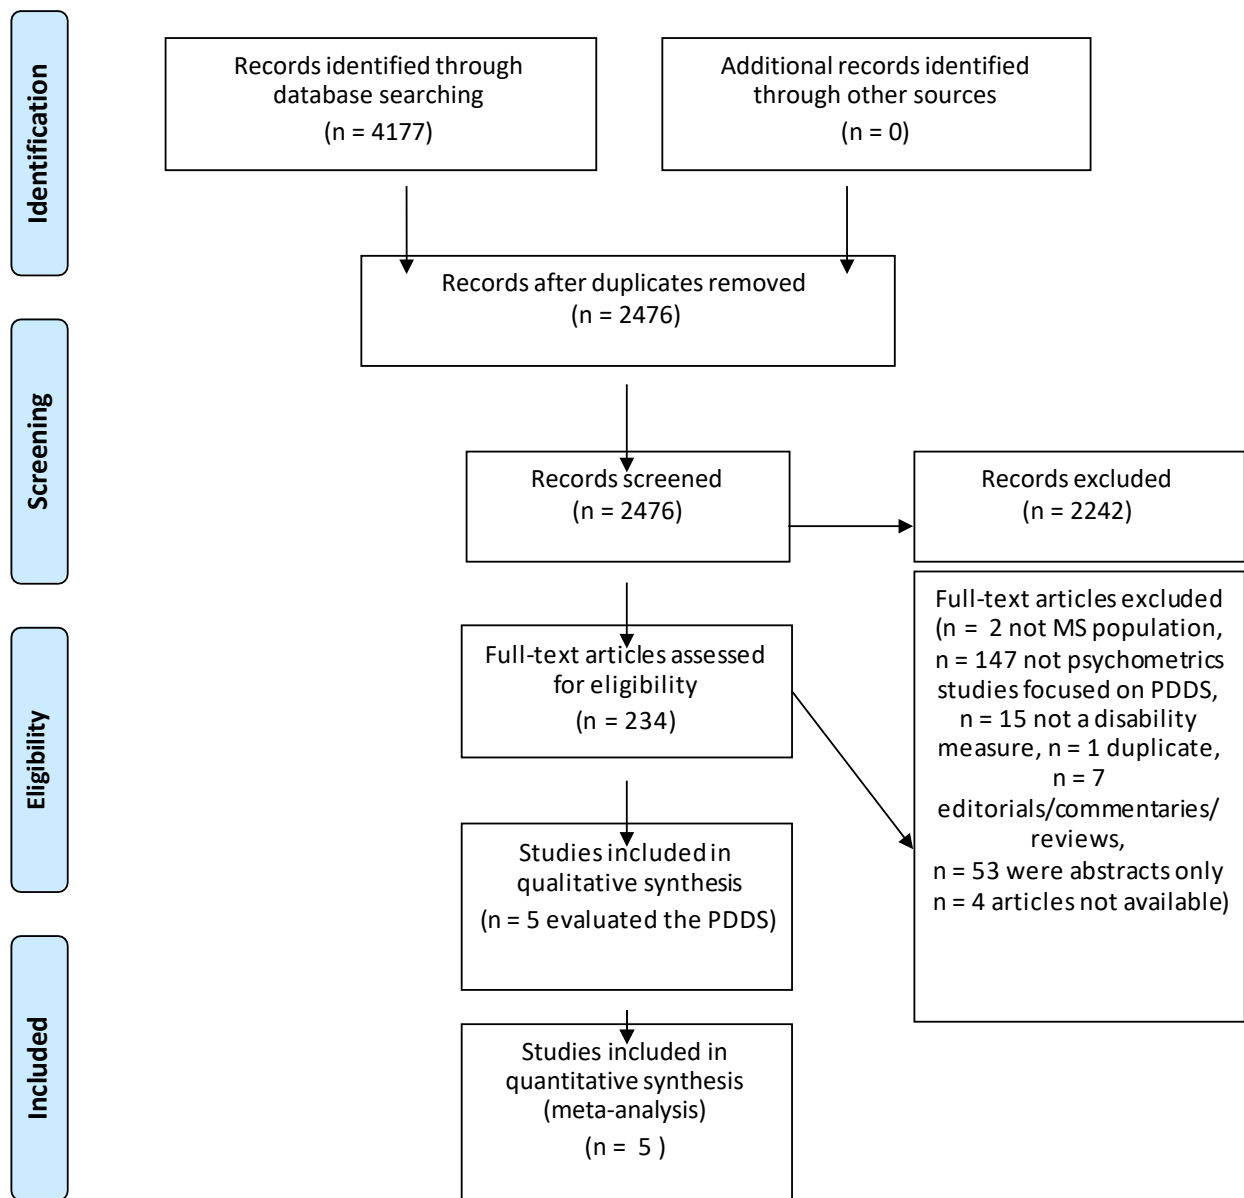 Identification
Records identified through
database searching
(n = 4177)
Additional records identified
through other sources
(n = 0)
Records after duplicates removed
(n = 2476)
Screening
Records screened
(n = 2476)
Records excluded
(n = 2242)
Eligibility
Full-text articles assessed
for eligibility
(n = 234)
Full-text articles excluded
(n = 2 not MS population,
n = 147 not psychometrics
studies focused on PDDS,
n = 15 not a disability
measure, n = 1 duplicate,
n = 7
editorials/commentaries/
reviews,
n = 53 were abstracts only
n = 4 articles not available)
Studies included in
qualitative synthesis
(n = 5 evaluated the PDDS)
Included
Studies included in
quantitative synthesis
(meta-analysis)
(n = 5 )